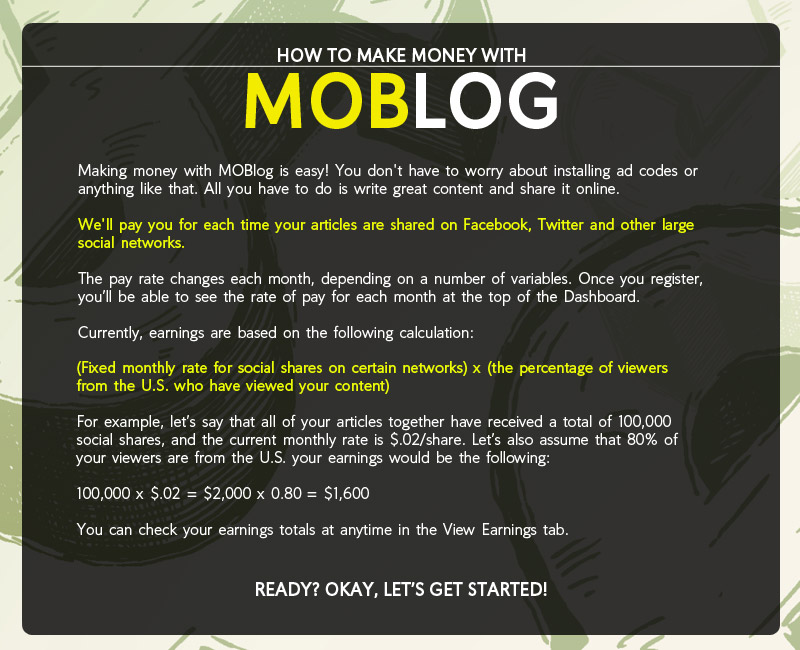 HOW TO MAKE MONEY WITH
MOBLOG
Making money with MOBlog is easy! You don't have to worry about installing ad codes or
anything like that. All you have to do is write great content and share it online.
We'll pay you for each time your articles are shared on Facebook, Twitter and other large
social networks.
The pay rate changes each month, depending on a number of variables. Once you register,
you'll be able to see the rate of pay for each month at the top of the Dashboard.
Currently, earnings are based on the following calculation:
(Fixed monthly rate for social shares on certain networks) x (the percentage of viewers
from the U.S. who have viewed your content)
For example, let's say that all of your articles together have received a total of 100,000
social shares, and the current monthly rate is $.02/share. Let's also assume that 80% of
your viewers are from the U.S. your earnings would be the following:
100,000 x $.02 = $2,000 x 0.80 = $1,600
You can check your earnings totals at anytime in the View Earnings tab.
READY? OKAY, LET'S GET STARTED!